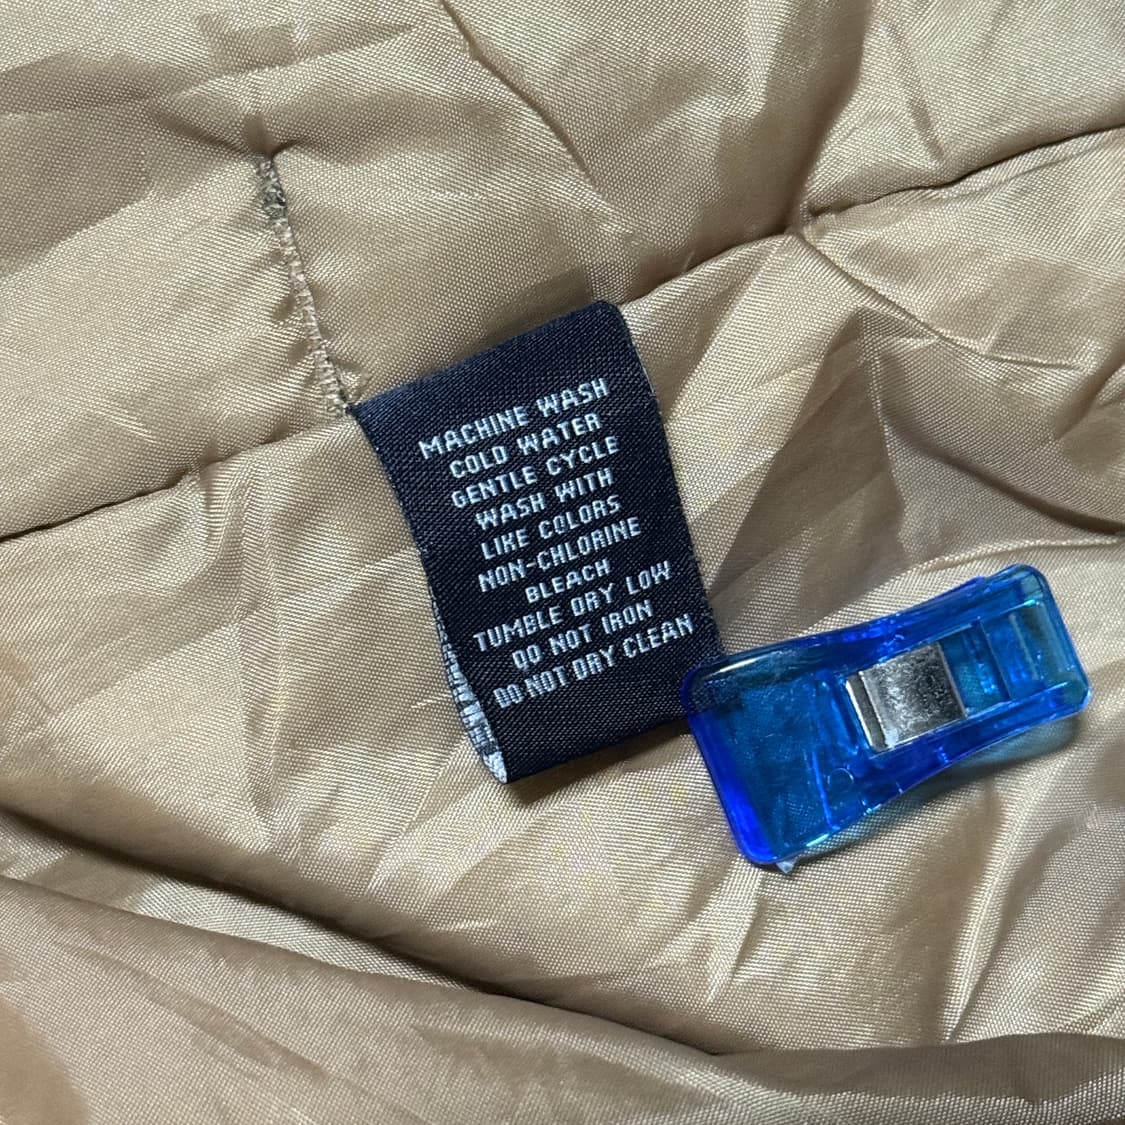 MACHINE WASH
COLD WATER
GENTLE CYCLE
WASH WITH
LIKE COLORS
NON-CHLORINE
BLEACH
TUMBLE DRY LOW
DO NOT IRON
DO NOT DRY CLEAN